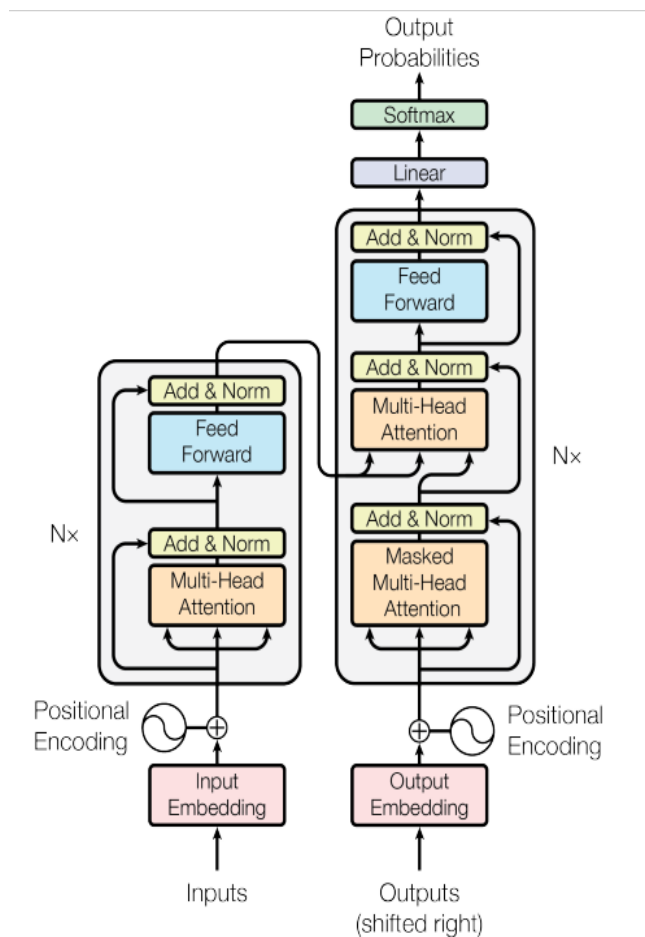 Output
Probabilities
Softmax
Linear
Add & Norm
Feed
Forward
Add & Norm
Multi-Head
Attention
Add & Norm
Masked
Multi-Head
Attention
Nx
Add & Norm
Feed
Forward
Add & Norm
Multi-Head
Attention
Nx
Positional
Encoding
Positional
Encoding
Input
Embedding
Output
Embedding
Inputs
Outputs
(shifted right)